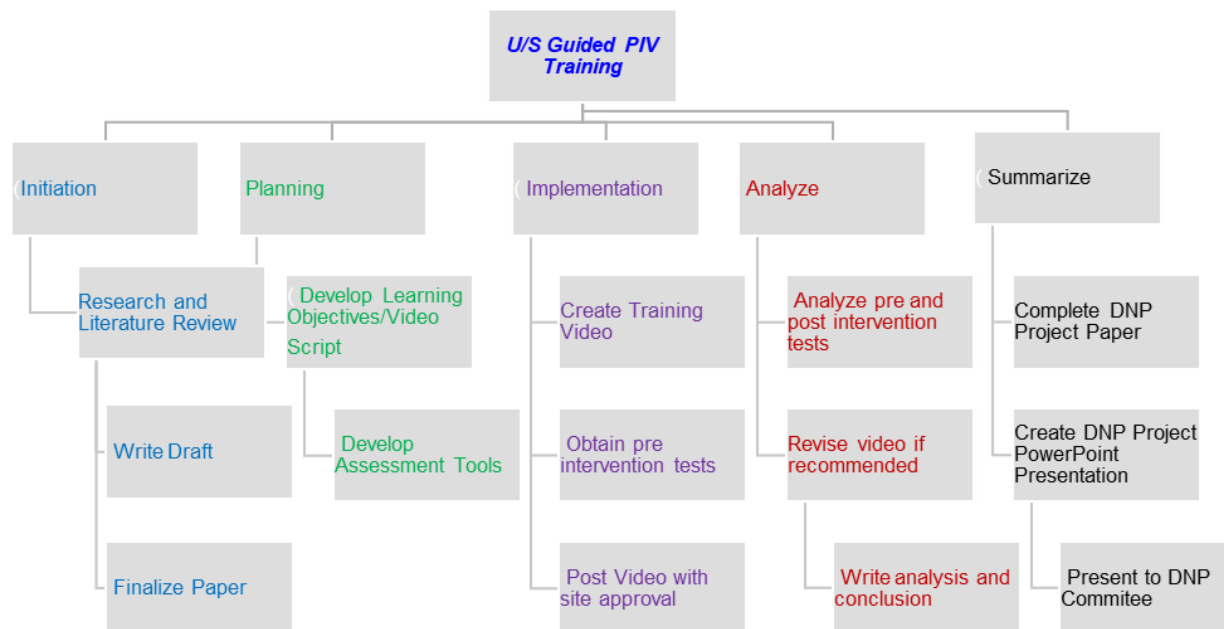 U/S Guided PIV
Training
(Initiation
Planning
( Implementation
Analyze
( Summarize
Research and
Literature Review
Write Draft
Finalize Paper
( Develop Learning
Objectives/Video
Script
Develop
Assessment Tools
Create Training
Video
Obtain pre
intervention tests
Post Video with
site approval
Analyze pre and
post intervention
tests
Revise video if
recommended
Write analysis and
conclusion
Complete DNP
Project Paper
Create DNP Project
PowerPoint
Presentation
Present to DNP
Commitee